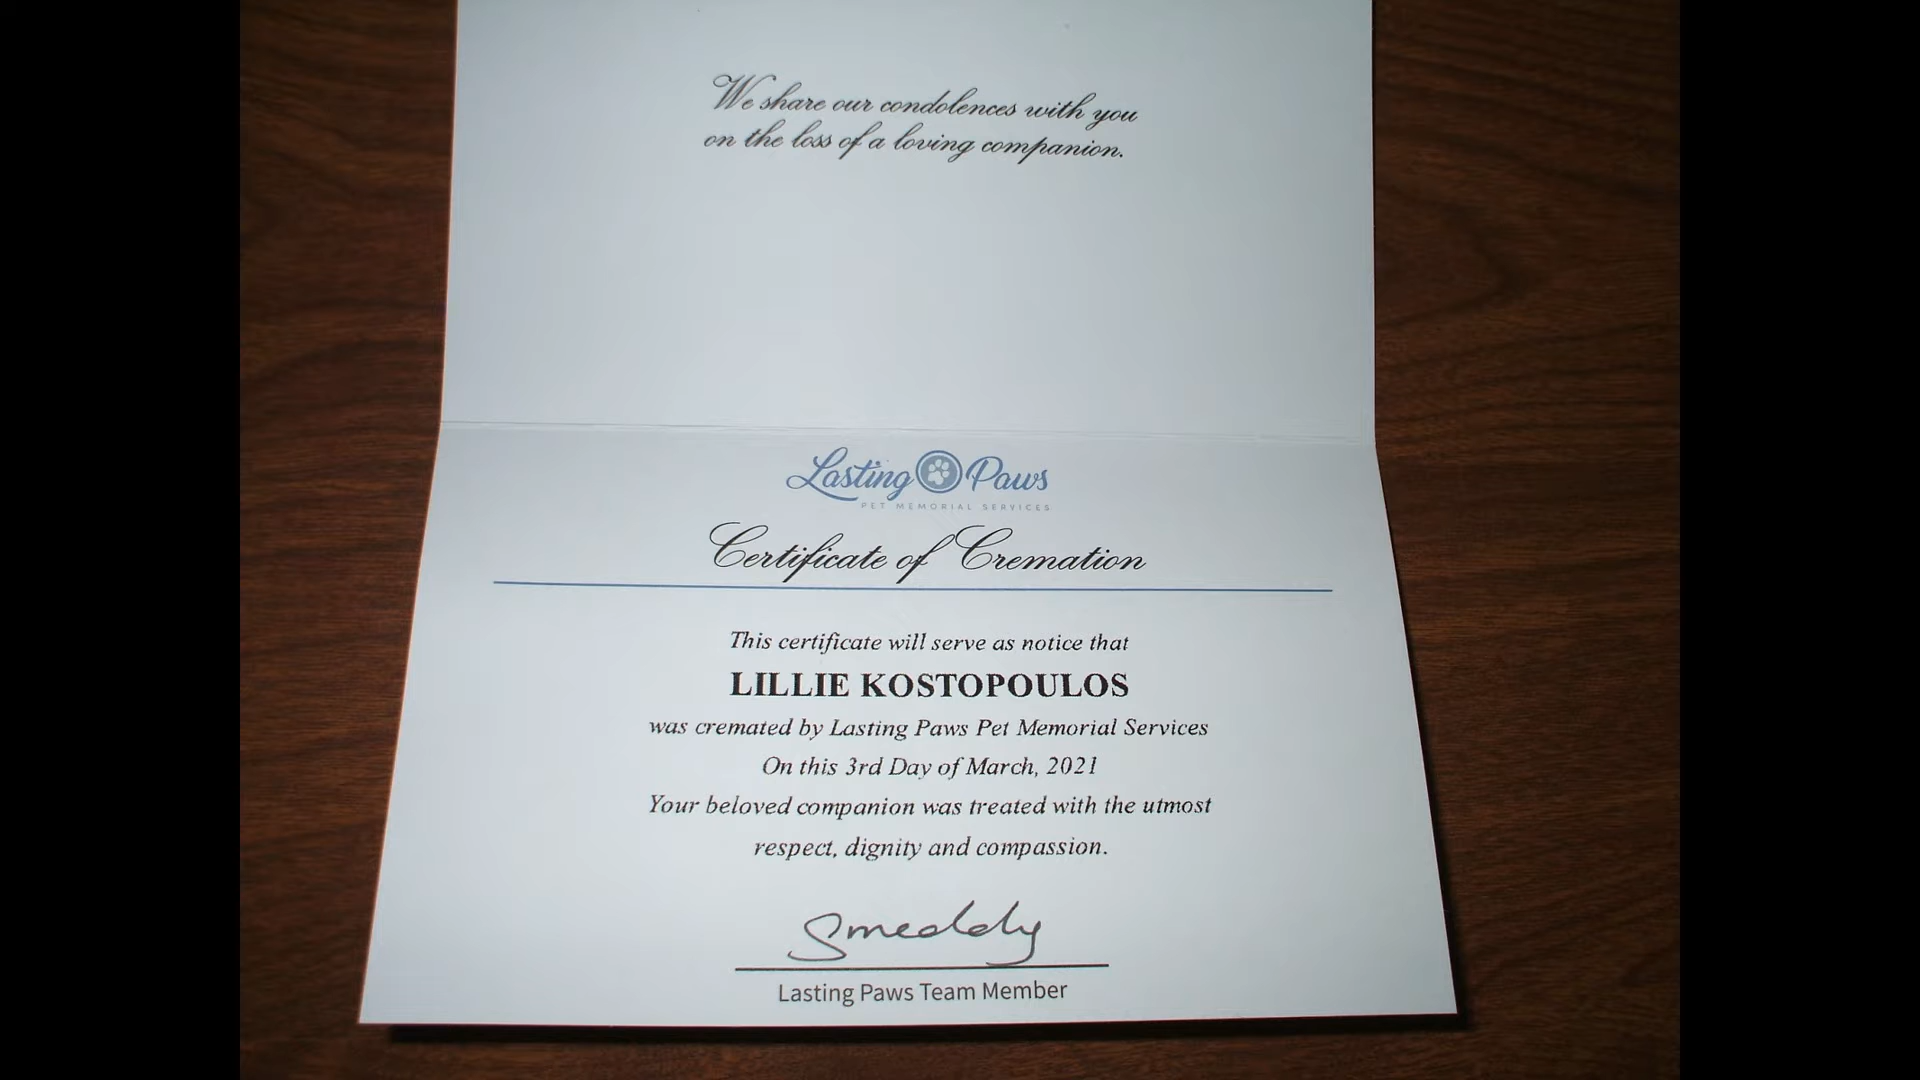 We share our condolences with you
on the loss of a loving companion.
Lasting Paws
PET MEMORIAL SERVICES
Certificate of Cremation
This certificate will serve as notice that
LILLIE KOSTOPOULOS
was cremated by Lasting Paws Pet Memorial Services
On this 3rd Day of March, 2021
Your beloved companion was treated with the utmost
respect, dignity and compassion.
Smeddy
Lasting Paws Team Member